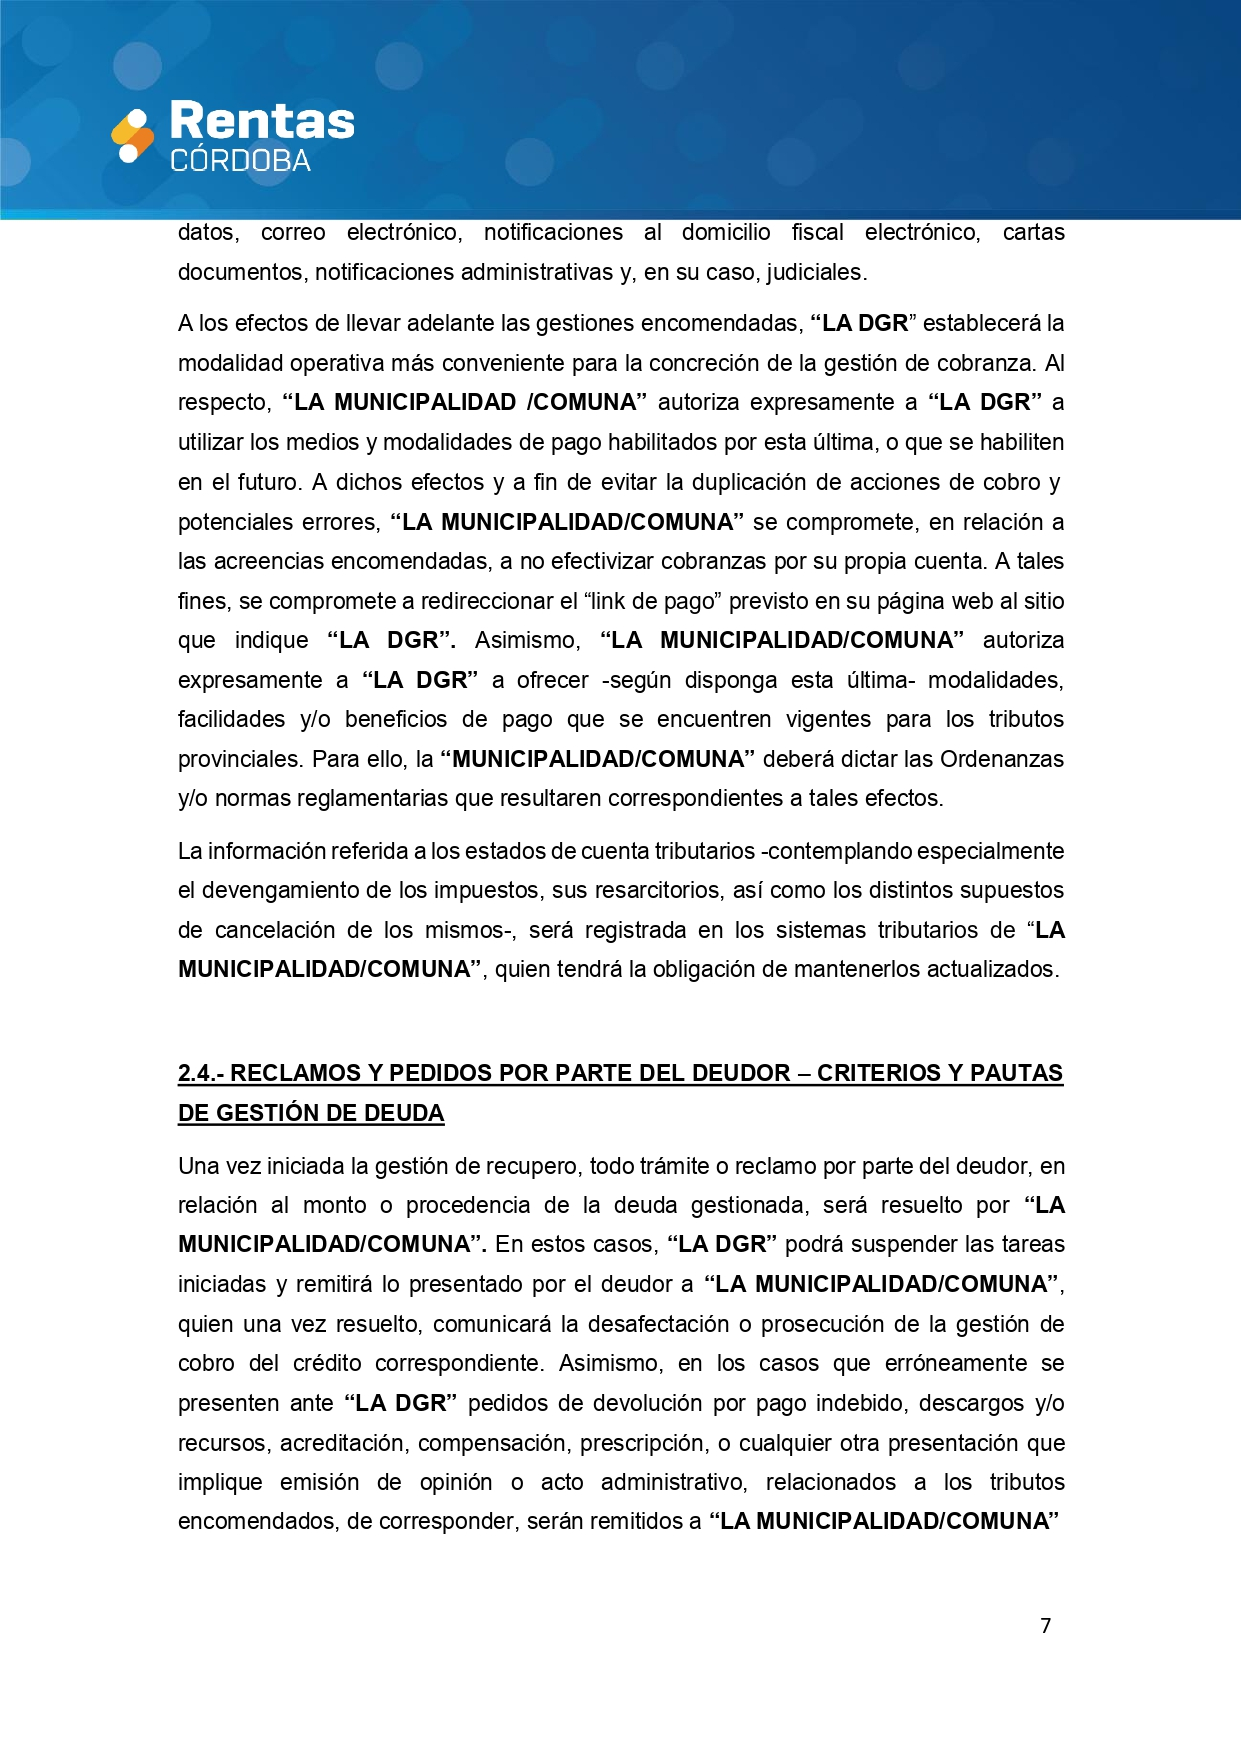 Rentas
CÓRDOBA
datos, correo electrónico, notificaciones al domicilio fiscal electrónico, cartas
documentos, notificaciones administrativas y, en su caso, judiciales.
A los efectos de llevar adelante las gestiones encomendadas, “LA DGR” establecerá la
modalidad operativa más conveniente para la concreción de la gestión de cobranza. Al
respecto, “LA MUNICIPALIDAD /COMUNA” autoriza expresamente a “LA DGR” a
utilizar los medios y modalidades de pago habilitados por esta última, o que se habiliten
en el futuro. A dichos efectos y a fin de evitar la duplicación de acciones de cobro y
potenciales errores, “LA MUNICIPALIDAD/COMUNA” se compromete, en relación a
las acreencias encomendadas, a no efectivizar cobranzas por su propia cuenta. A tales
fines, se compromete a redireccionar el “link de pago” previsto en su página web al sitio
que indique “LA DGR”. Asimismo, “LA MUNICIPALIDAD/COMUNA” autoriza
expresamente a “LA DGR” a ofrecer -según disponga esta última- modalidades,
facilidades y/o beneficios de pago que se encuentren vigentes para los tributos
provinciales. Para ello, la “MUNICIPALIDAD/COMUNA” deberá dictar las Ordenanzas
y/o normas reglamentarias que resultaren correspondientes a tales efectos.
La información referida a los estados de cuenta tributarios -contemplando especialmente
el devengamiento de los impuestos, sus resarcitorios, así como los distintos supuestos
de cancelación de los mismos-, será registrada en los sistemas tributarios de “LA
MUNICIPALIDAD/COMUNA”, quien tendrá la obligación de mantenerlos actualizados.
2.4.- RECLAMOS Y PEDIDOS POR PARTE DEL DEUDOR – CRITERIOS Y PAUTAS
DE GESTIÓN DE DEUDA
Una vez iniciada la gestión de recupero, todo trámite o reclamo por parte del deudor, en
relación al monto o procedencia de la deuda gestionada, será resuelto por “LA
MUNICIPALIDAD/COMUNA”. En estos casos, “LA DGR” podrá suspender las tareas
iniciadas y remitirá lo presentado por el deudor a “LA MUNICIPALIDAD/COMUNA”,
quien una vez resuelto, comunicará la desafectación o prosecución de la gestión de
cobro del crédito correspondiente. Asimismo, en los casos que erróneamente se
presenten ante “LA DGR” pedidos de devolución por pago indebido, descargos y/o
recursos, acreditación, compensación, prescripción, o cualquier otra presentación que
implique emisión de opinión o acto administrativo, relacionados a los tributos
encomendados, de corresponder, serán remitidos a “LA MUNICIPALIDAD/COMUNA”
7